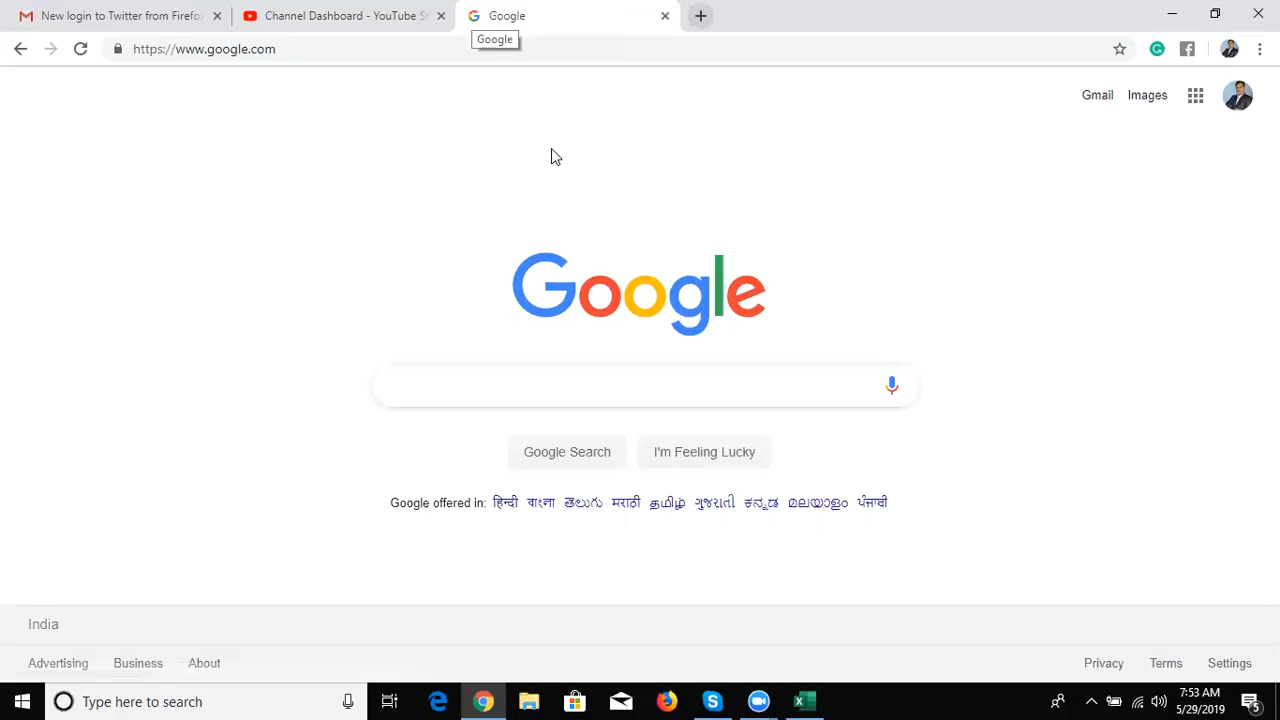 New login to Twitter from Firefox
Channel Dashboard - YouTube St
Google
Google
https://www.google.com
Gmail
Images
Google
Google Search
I'm Feeling Lucky
Google offered in: हिन्दी বাংলা తెలుగు मराठी தமிழ் ગુજરાતી ಕನ್ನಡ മലയാളം ਪੰਜਾਬੀ
India
Advertising Business About
Privacy Terms Settings
Type here to search
7:53 AM
5/29/2019
5